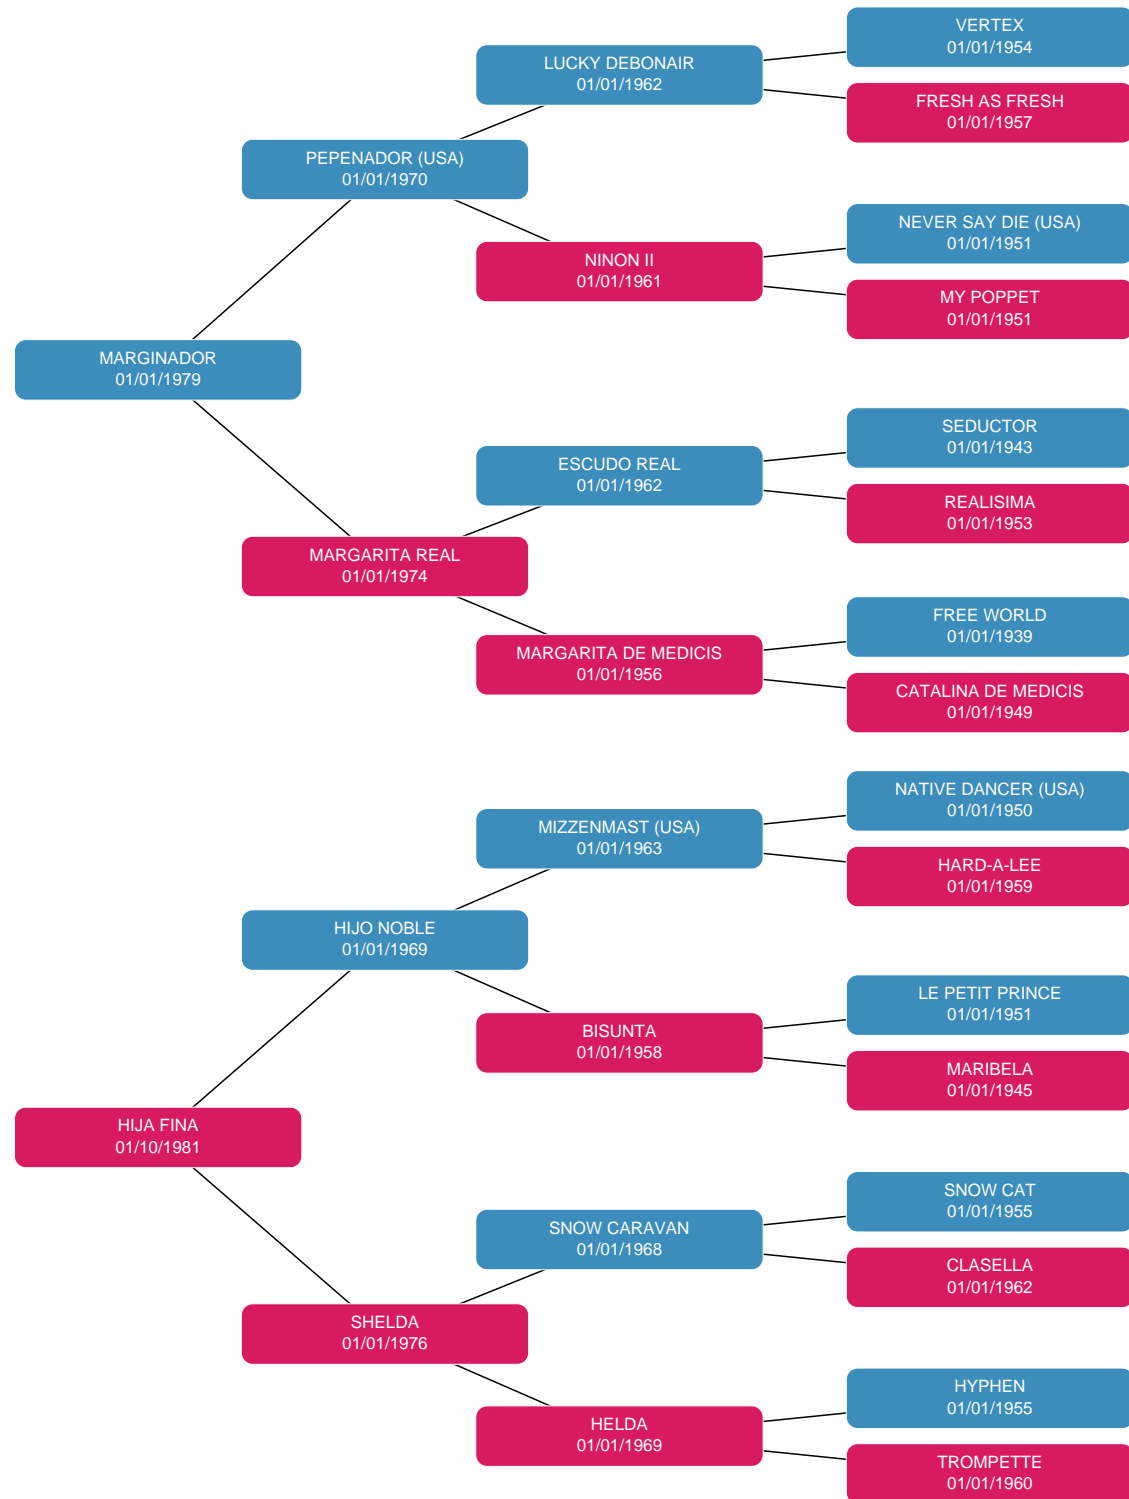 VERTEX
01/01/1954
LUCKY DEBONAIR
01/01/1962
FRESH AS FRESH
01/01/1957
PEPENADOR (USA)
01/01/1970
NEVER SAY DIE (USA)
01/01/1951
NINON II
01/01/1961
MY POPPET
01/01/1951
MARGINADOR
01/01/1979
SEDUCTOR
01/01/1943
ESCUDO REAL
01/01/1962
REALISIMA
01/01/1953
MARGARITA REAL
01/01/1974
FREE WORLD
01/01/1939
MARGARITA DE MEDICIS
01/01/1956
CATALINA DE MEDICIS
01/01/1949
NATIVE DANCER (USA)
01/01/1950
MIZZENMAST (USA)
01/01/1963
HARD-A-LEE
01/01/1959
HIJO NOBLE
01/01/1969
LE PETIT PRINCE
01/01/1951
BISUNTA
01/01/1958
MARIBELA
01/01/1945
HIJA FINA
01/10/1981
SNOW CAT
01/01/1955
SNOW CARAVAN
01/01/1968
CLASELLA
01/01/1962
SHELDA
01/01/1976
HYPHEN
01/01/1955
HELDA
01/01/1969
TROMPETTE
01/01/1960